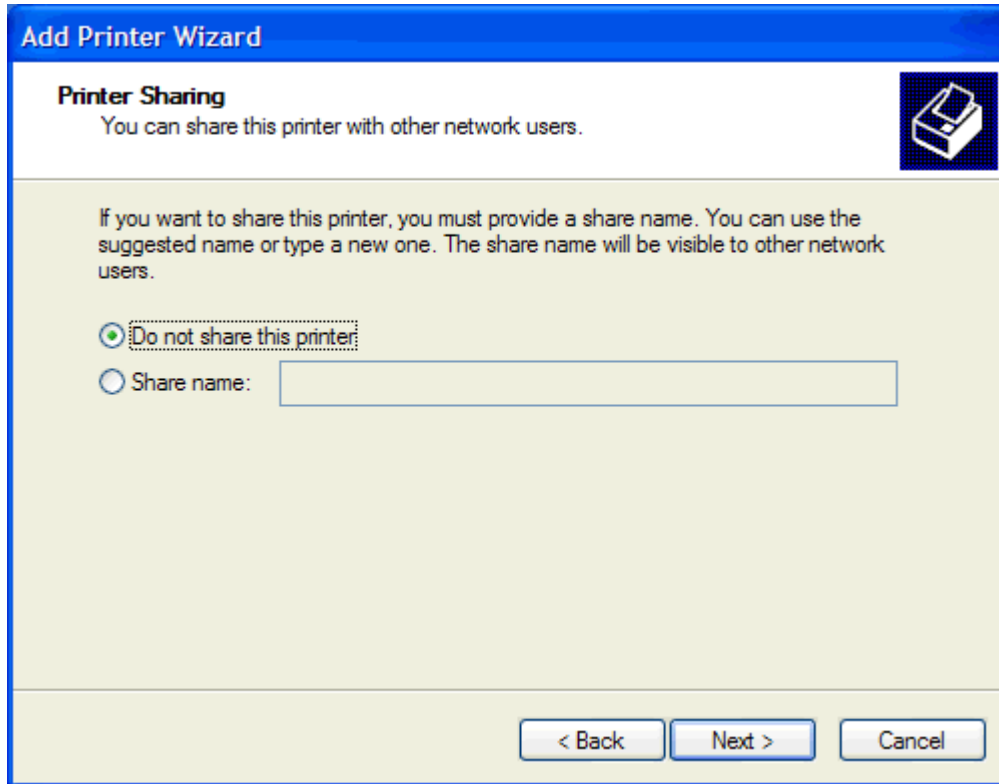 Add Printer Wizard
Printer Sharing
You can share this printer with other network users.
If you want to share this printer, you must provide a share name. You can use the
suggested name or type a new one. The share name will be visible to other network
users.
Do not share this printer
Share name:
< Back Next > Cancel